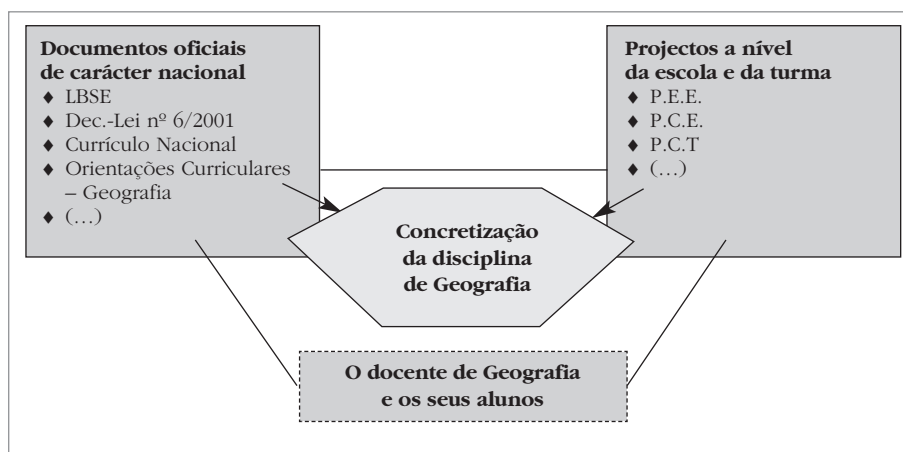 Documentos oficiais
de carácter nacional
♦ LBSE
♦ Dec.-Lei nº 6/2001
♦ Currículo Nacional
♦ Orientações Curriculares
– Geografia
♦ (…)
Projectos a nível
da escola e da turma
♦ P.E.E.
♦ P.C.E.
♦ P.C.T
♦ (…)
Concretização
da disciplina
de Geografia
O docente de Geografia
e os seus alunos